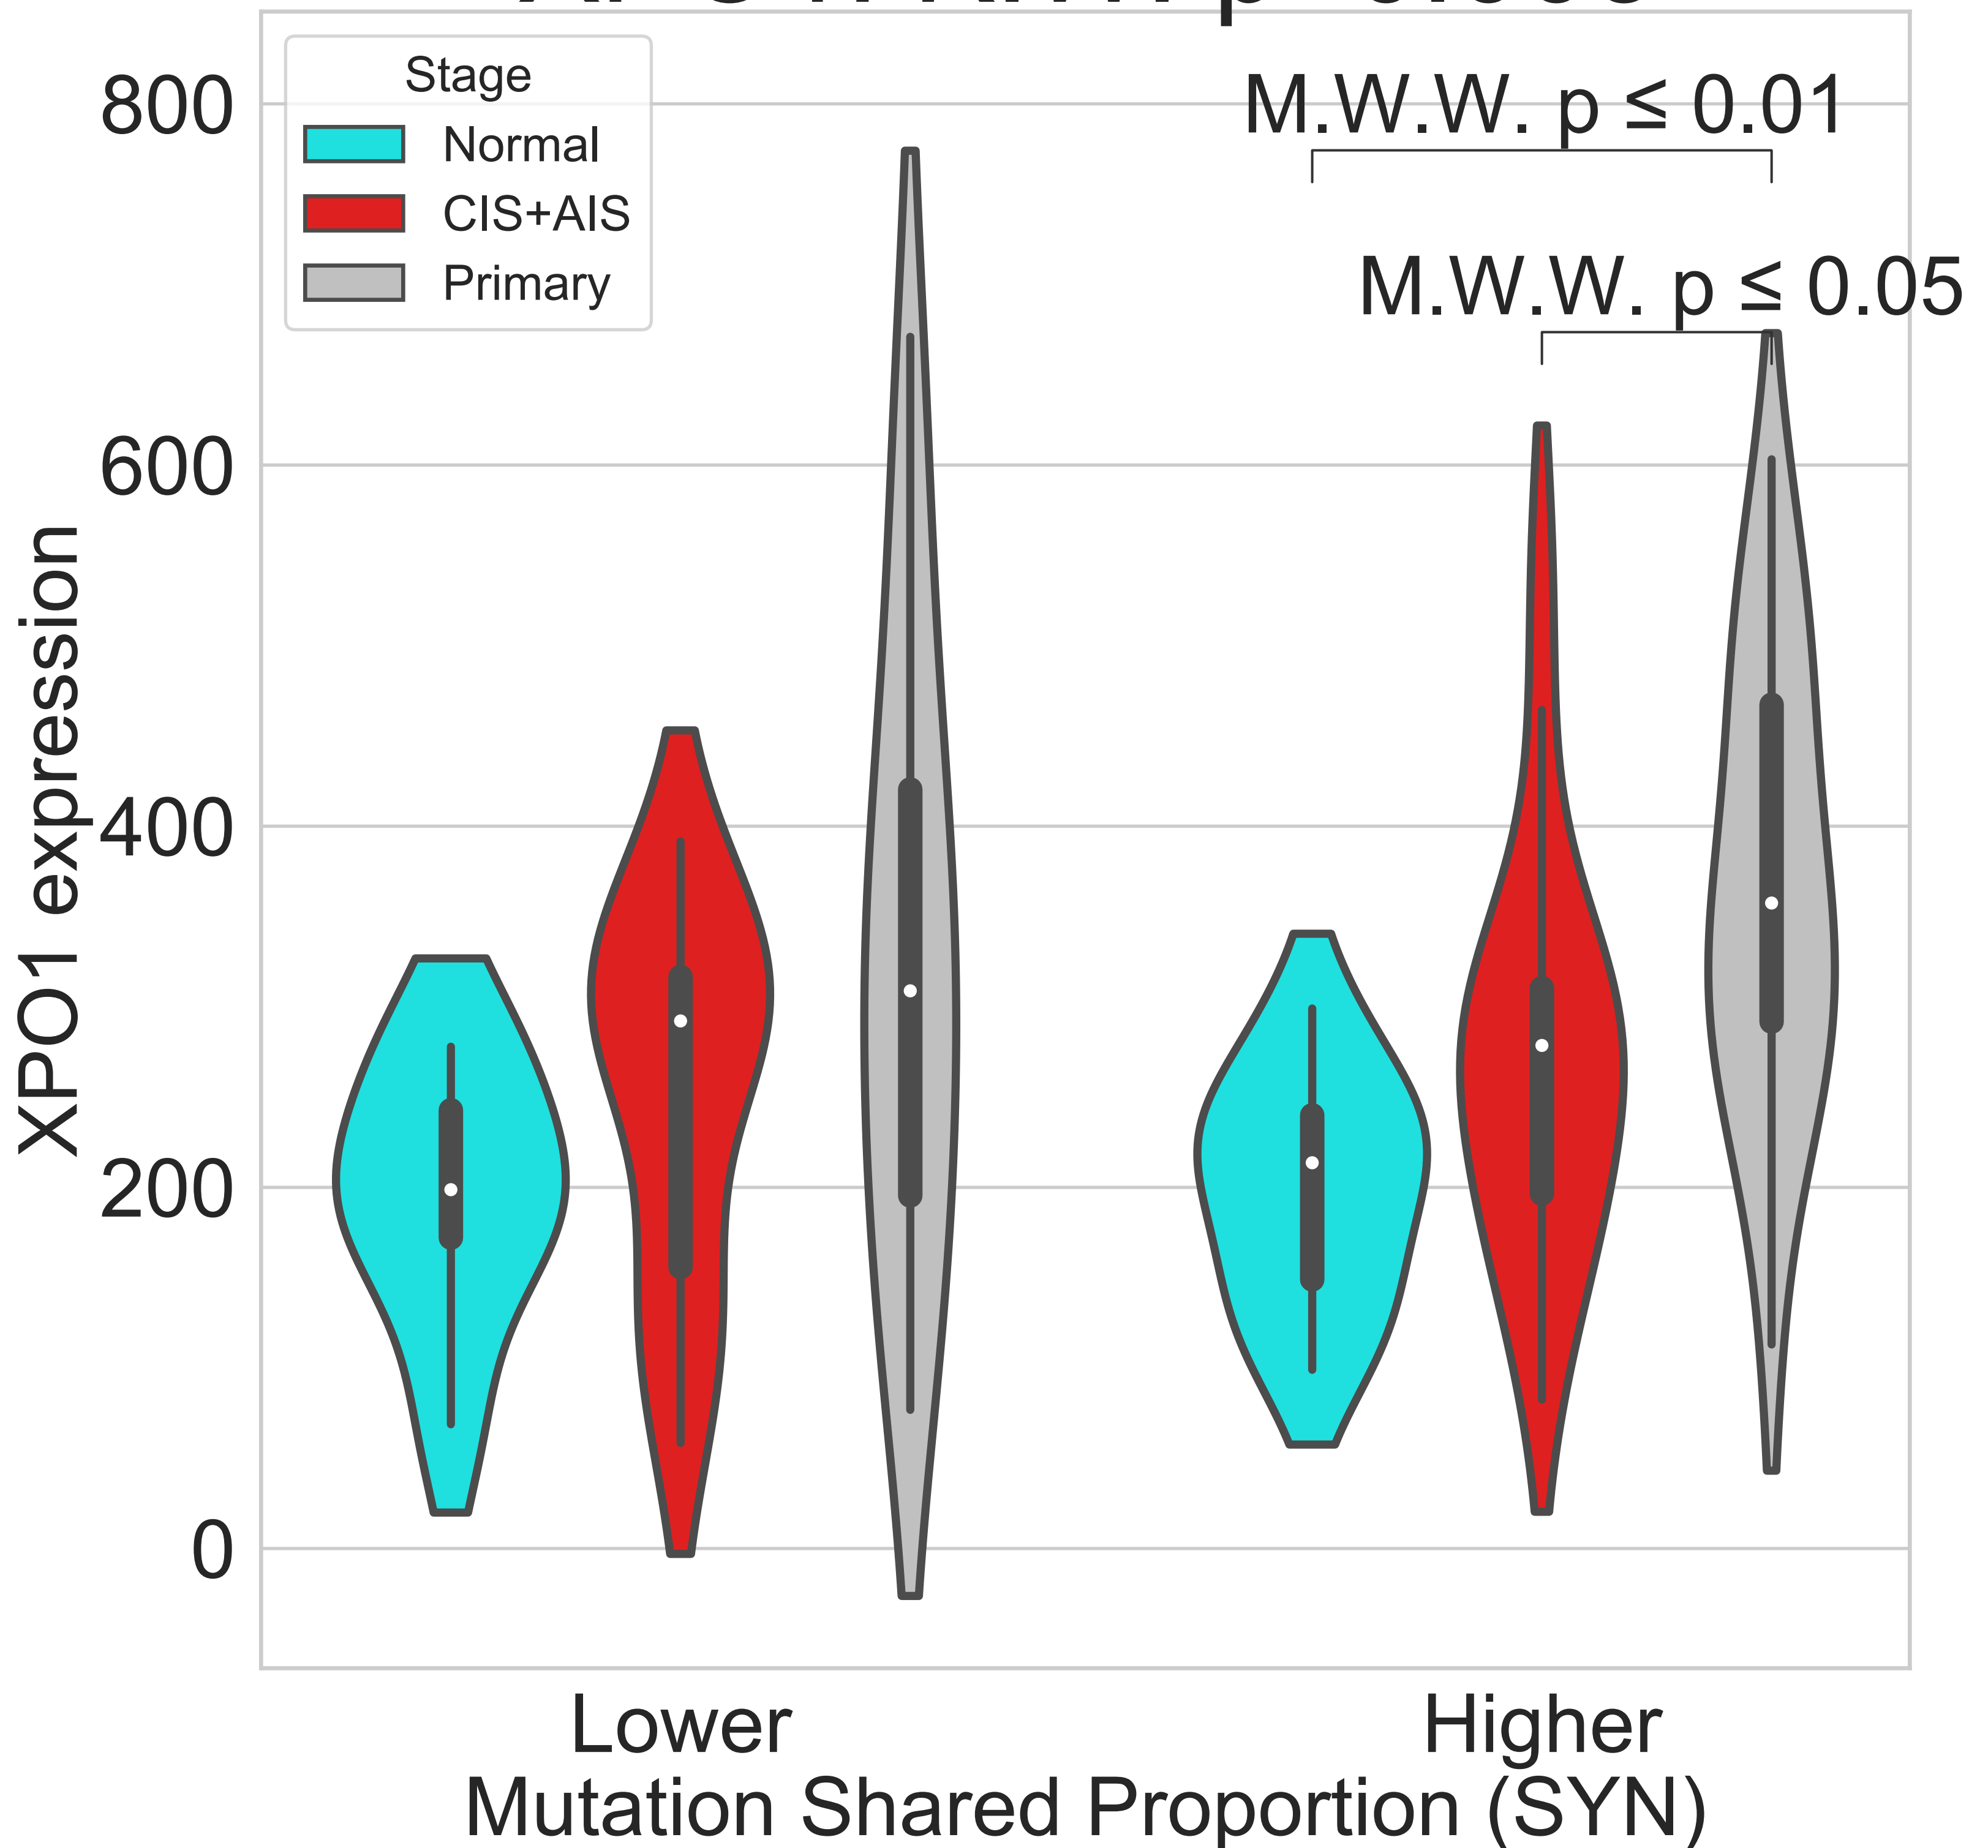 800
600
400
200
0
XPO1 expression
Stage
Normal
CIS+AIS
Primary
M.W.W. p ≤ 0.01
M.W.W. p ≤ 0.05
Lower
Higher
Mutation Shared Proportion (SYN)